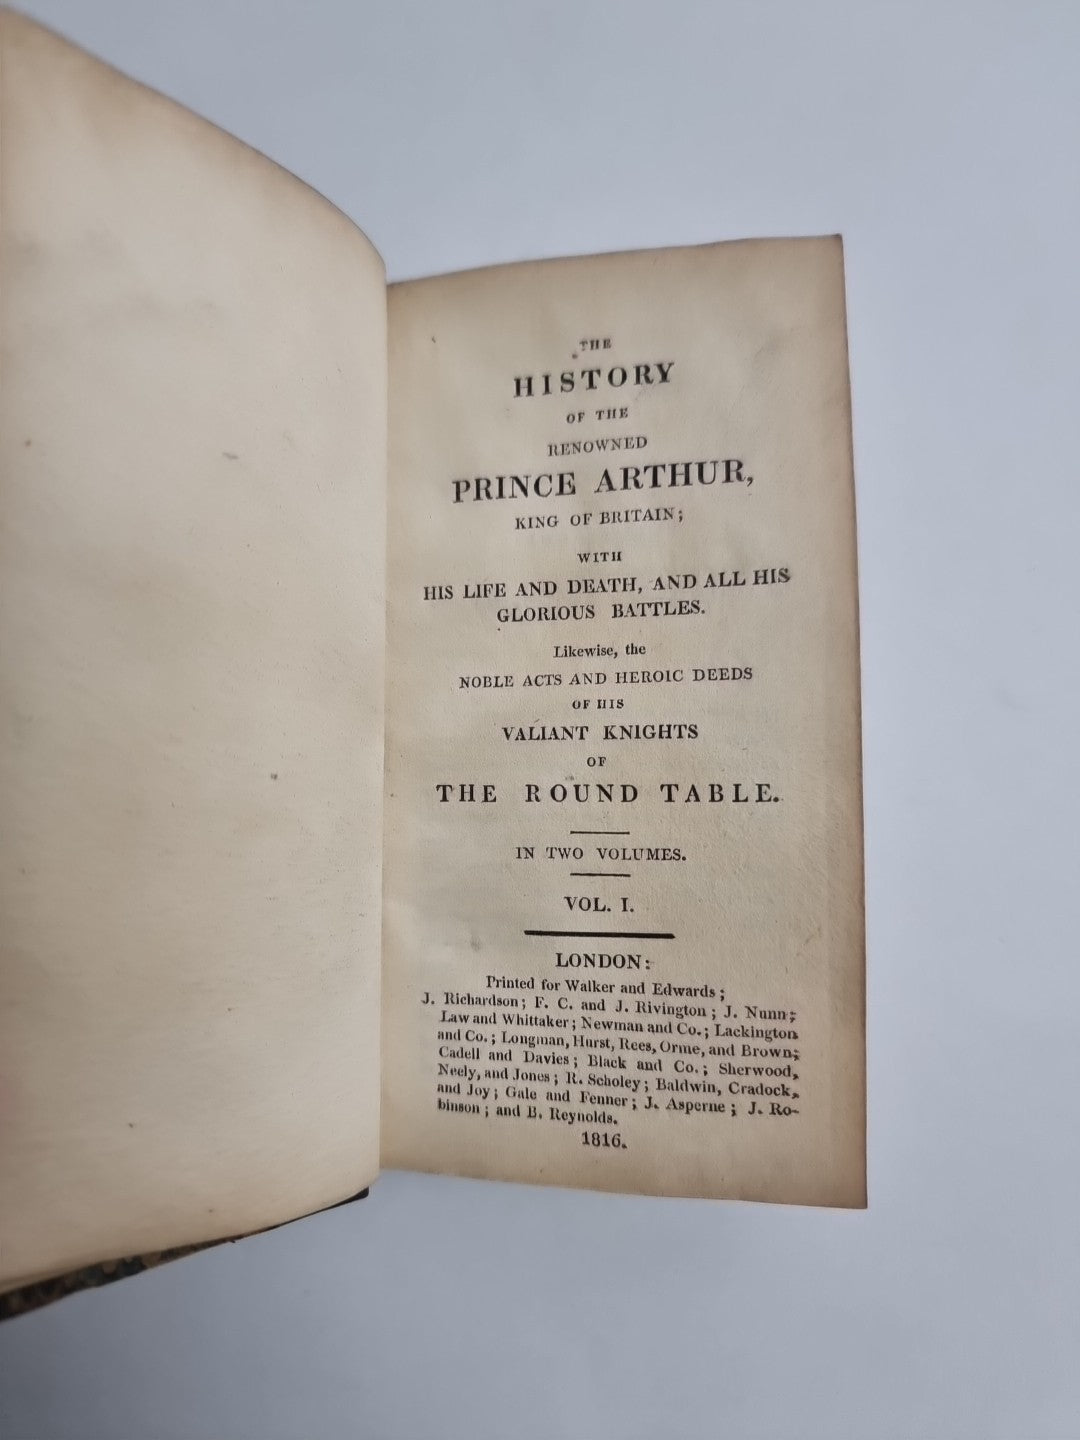 THE
HISTORY
OF THE
RENOWNED
PRINCE ARTHUR,
KING OF BRITAIN;
WITH
HIS LIFE AND DEATH, AND ALL HIS
GLORIOUS BATTLES.
Likewise, the
NOBLE ACTS AND HEROIC DEEDS
OF HIS
VALIANT KNIGHTS
OF
THE ROUND TABLE.
IN TWO VOLUMES.
VOL. I.
LONDON:
Printed for Walker and Edwards;
J. Richardson; F. C. and J. Rivington; J. Nunn;
Law and Whittaker; Newman and Co.; Lackington
and Co.; Longman, Hurst, Rees, Orme, and Brown;
Cadell and Davies; Black and Co.; Sherwood,
Neely, and Jones; R. Scholey; Baldwin, Cradock,
and Joy; Gale and Fenner; J. Asperne; J. Ro-
binson; and B. Reynolds.
1816.